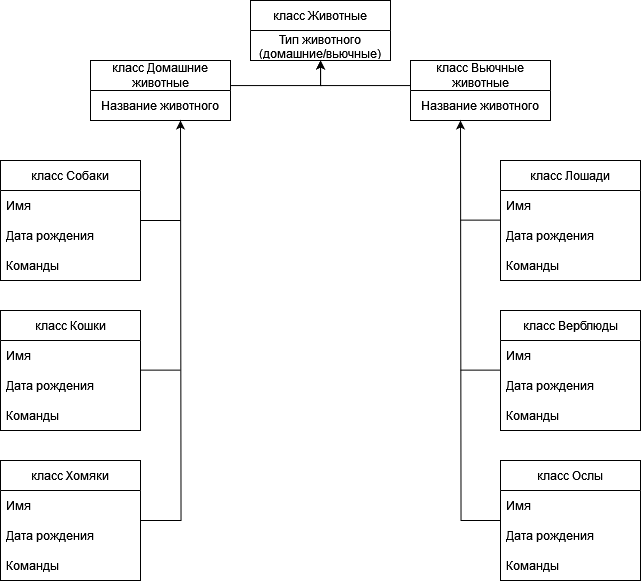 класс Животные
Тип животного
(домашние/вьючные)
класс Домашние
животные
Название животного
класс Вьючные
животные
Название животного
класс Собаки
Имя
Дата рождения
Команды
класс Лошади
Имя
Дата рождения
Команды
класс Кошки
Имя
Дата рождения
Команды
класс Верблюды
Имя
Дата рождения
Команды
класс Хомяки
Имя
Дата рождения
Команды
класс Ослы
Имя
Дата рождения
Команды